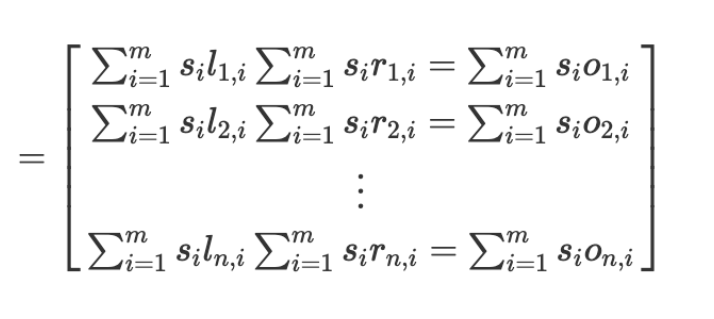 = [ ∑_{i=1}^{m} s_i l_{1,i} ∑_{i=1}^{m} s_i r_{1,i} = ∑_{i=1}^{m} s_i o_{1,i}
∑_{i=1}^{m} s_i l_{2,i} ∑_{i=1}^{m} s_i r_{2,i} = ∑_{i=1}^{m} s_i o_{2,i}
⋮
∑_{i=1}^{m} s_i l_{n,i} ∑_{i=1}^{m} s_i r_{n,i} = ∑_{i=1}^{m} s_i o_{n,i} ]